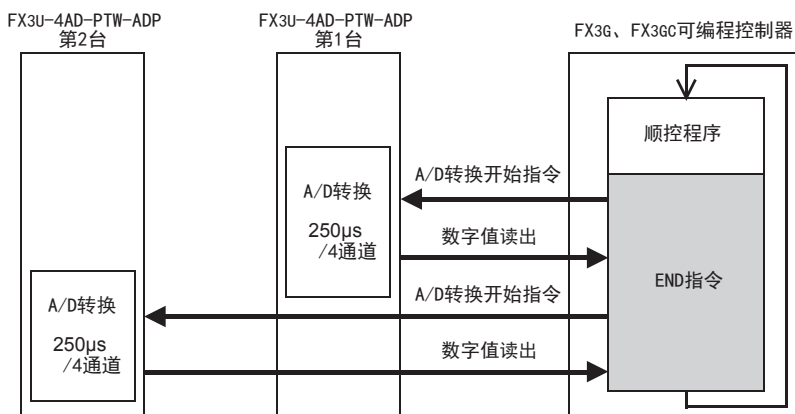 FX3U-4AD-PTW-ADP
第2台
FX3U-4AD-PTW-ADP
第1台
FX3G、FX3GC可编程控制器
顺控程序
A/D转换开始指令
A/D转换
250μs
/4通道
数字值读出
END指令
A/D转换开始指令
A/D转换
250μs
/4通道
数字值读出